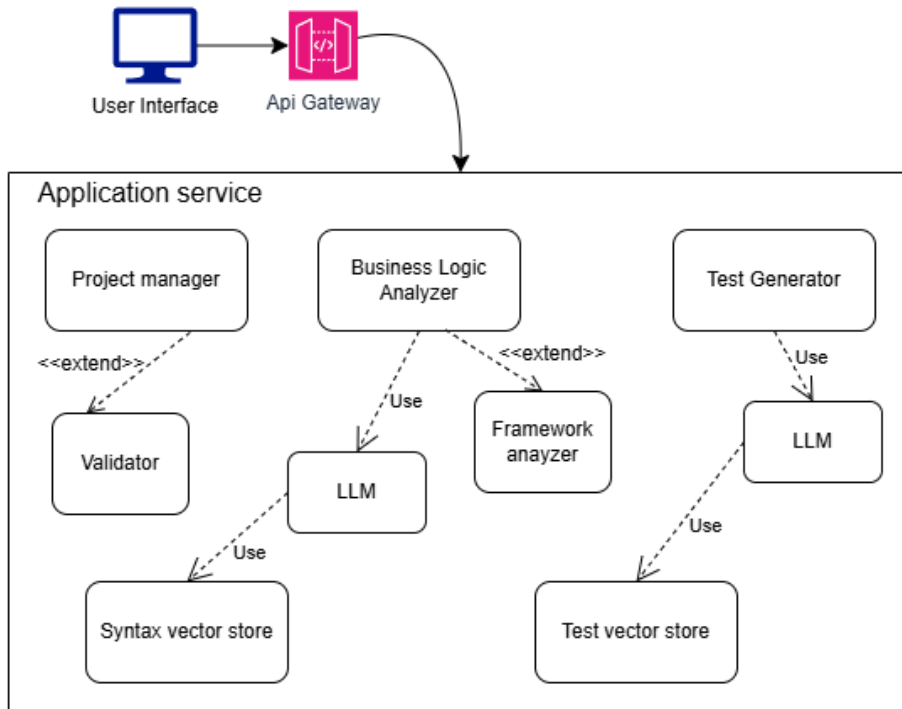 User Interface
Api Gateway
Application service
Project manager
Business Logic
Analyzer
Test Generator
<<extend>>
<<extend>>
Use
Use
Validator
Framework
anayzer
LLM
LLM
Use
Use
Syntax vector store
Test vector store